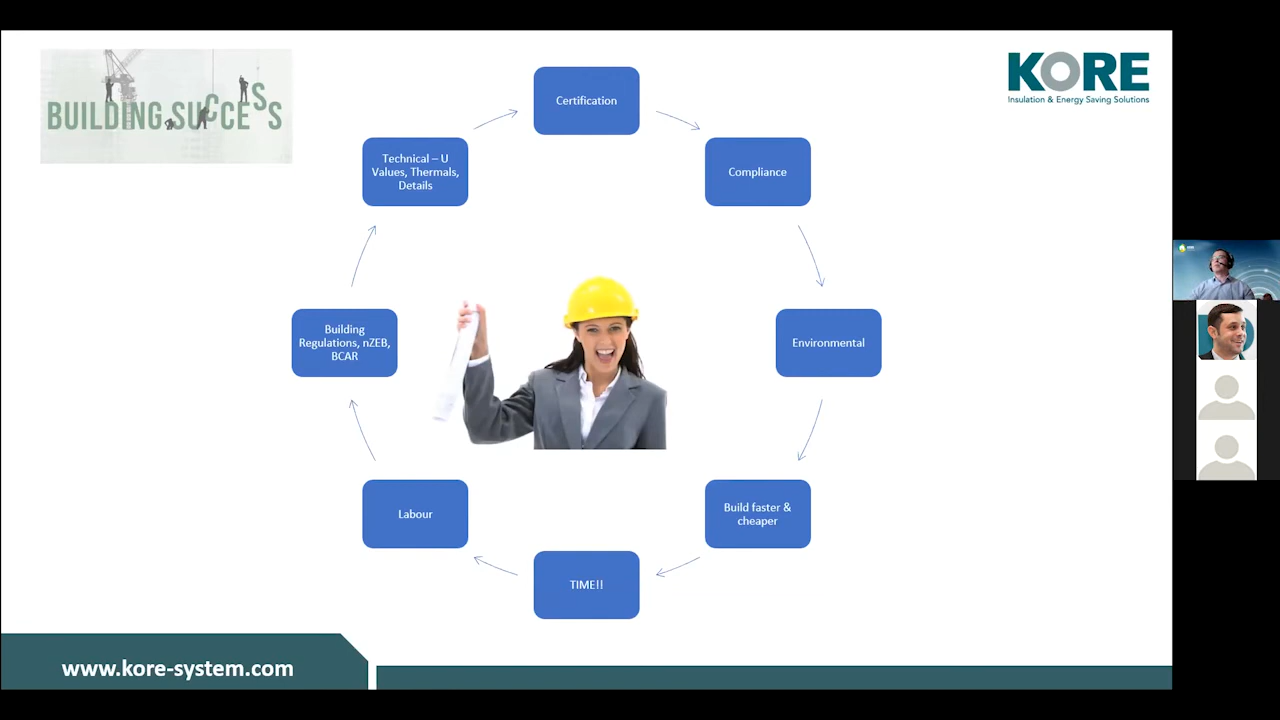 BUILDING SUCCESS
KORE
Insulation & Energy Saving Solutions
Certification
Compliance
Environmental
Build faster &
cheaper
TIME!!
Labour
Building
Regulations, nZEB,
BCAR
Technical – U
Values, Thermals,
Details
www.kore-system.com